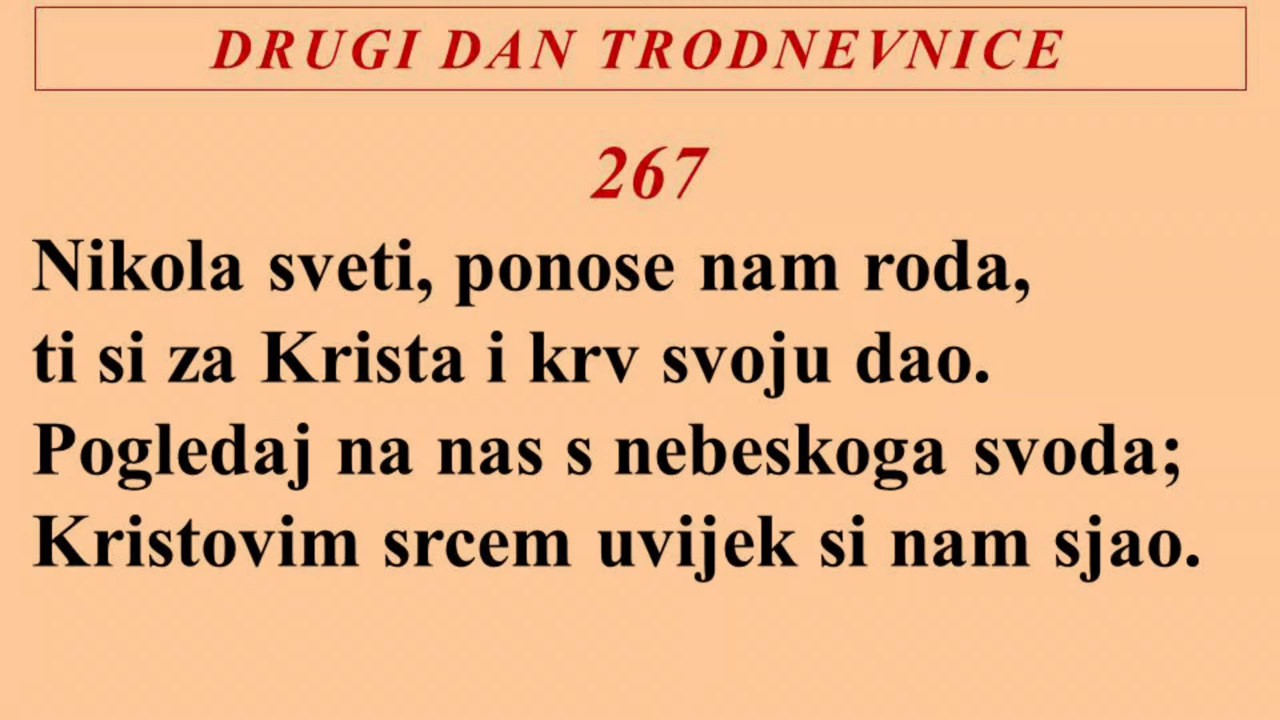 DRUGI DAN TRODNEVNICE
267
Nikola sveti, ponose nam roda,
ti si za Krista i krv svoju dao.
Pogledaj na nas s nebeskoga svoda;
Kristovim srcem uvijek si nam sjao.